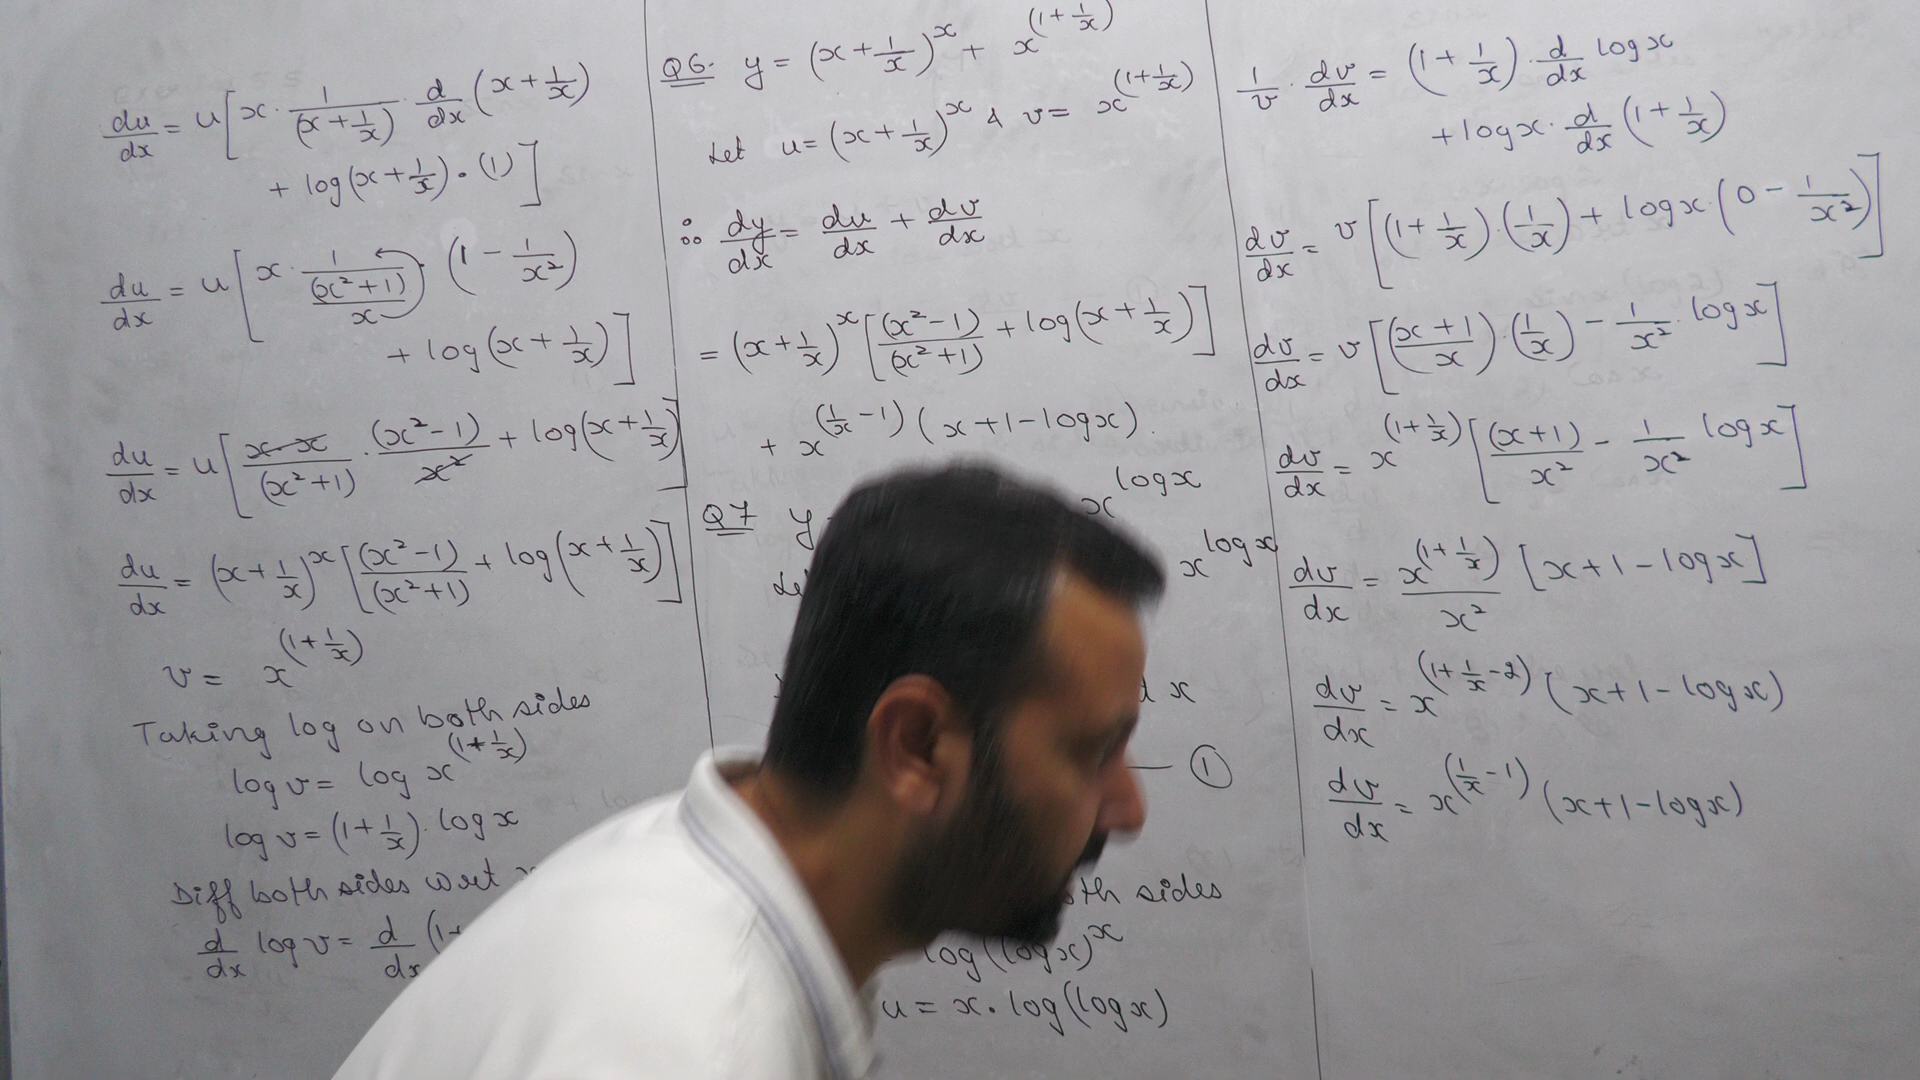 du/dx = u[x · 1/(x + 1/x) · d/dx (x + 1/x)
+ log(x + 1/x) · (1)]
du/dx = u[x · 1/((x² + 1)/x) · (1 - 1/x²)
+ log(x + 1/x)]
du/dx = u[x·x/(x² + 1) · (x² - 1)/x² + log(x + 1/x)]
du/dx = (x + 1/x)^x [(x² - 1)/(x² + 1) + log(x + 1/x)]
v = x^(1 + 1/x)
Taking log on both sides
log v = log x^(1 + 1/x)
log v = (1 + 1/x) · log x
Diff both sides wrt
d/dx log v = d/dx (1+
Q6. y = (x + 1/x)^x + x^(1 + 1/x)
Let u = (x + 1/x)^x & v = x^(1 + 1/x)
∴ dy/dx = du/dx + dv/dx
= (x + 1/x)^x [(x² - 1)/(x² + 1) + log(x + 1/x)]
+ x^(1/x - 1) (x + 1 - log x).
Q7 y x^log x
x^log x
x
①
sides
log(log x)^x
u = x · log(log x)
1/v · dv/dx = (1 + 1/x) · d/dx log x
+ log x · d/dx (1 + 1/x)
dv/dx = v[(1 + 1/x) · (1/x) + log x · (0 - 1/x²)]
dv/dx = v[((x + 1)/x) · (1/x) - 1/x² · log x]
dv/dx = x^(1 + 1/x) [(x + 1)/x² - 1/x² log x]
dv/dx = x^(1 + 1/x)/x² [x + 1 - log x]
dv/dx = x^(1 + 1/x - 2) (x + 1 - log x)
dv/dx = x^(1/x - 1) (x + 1 - log x)